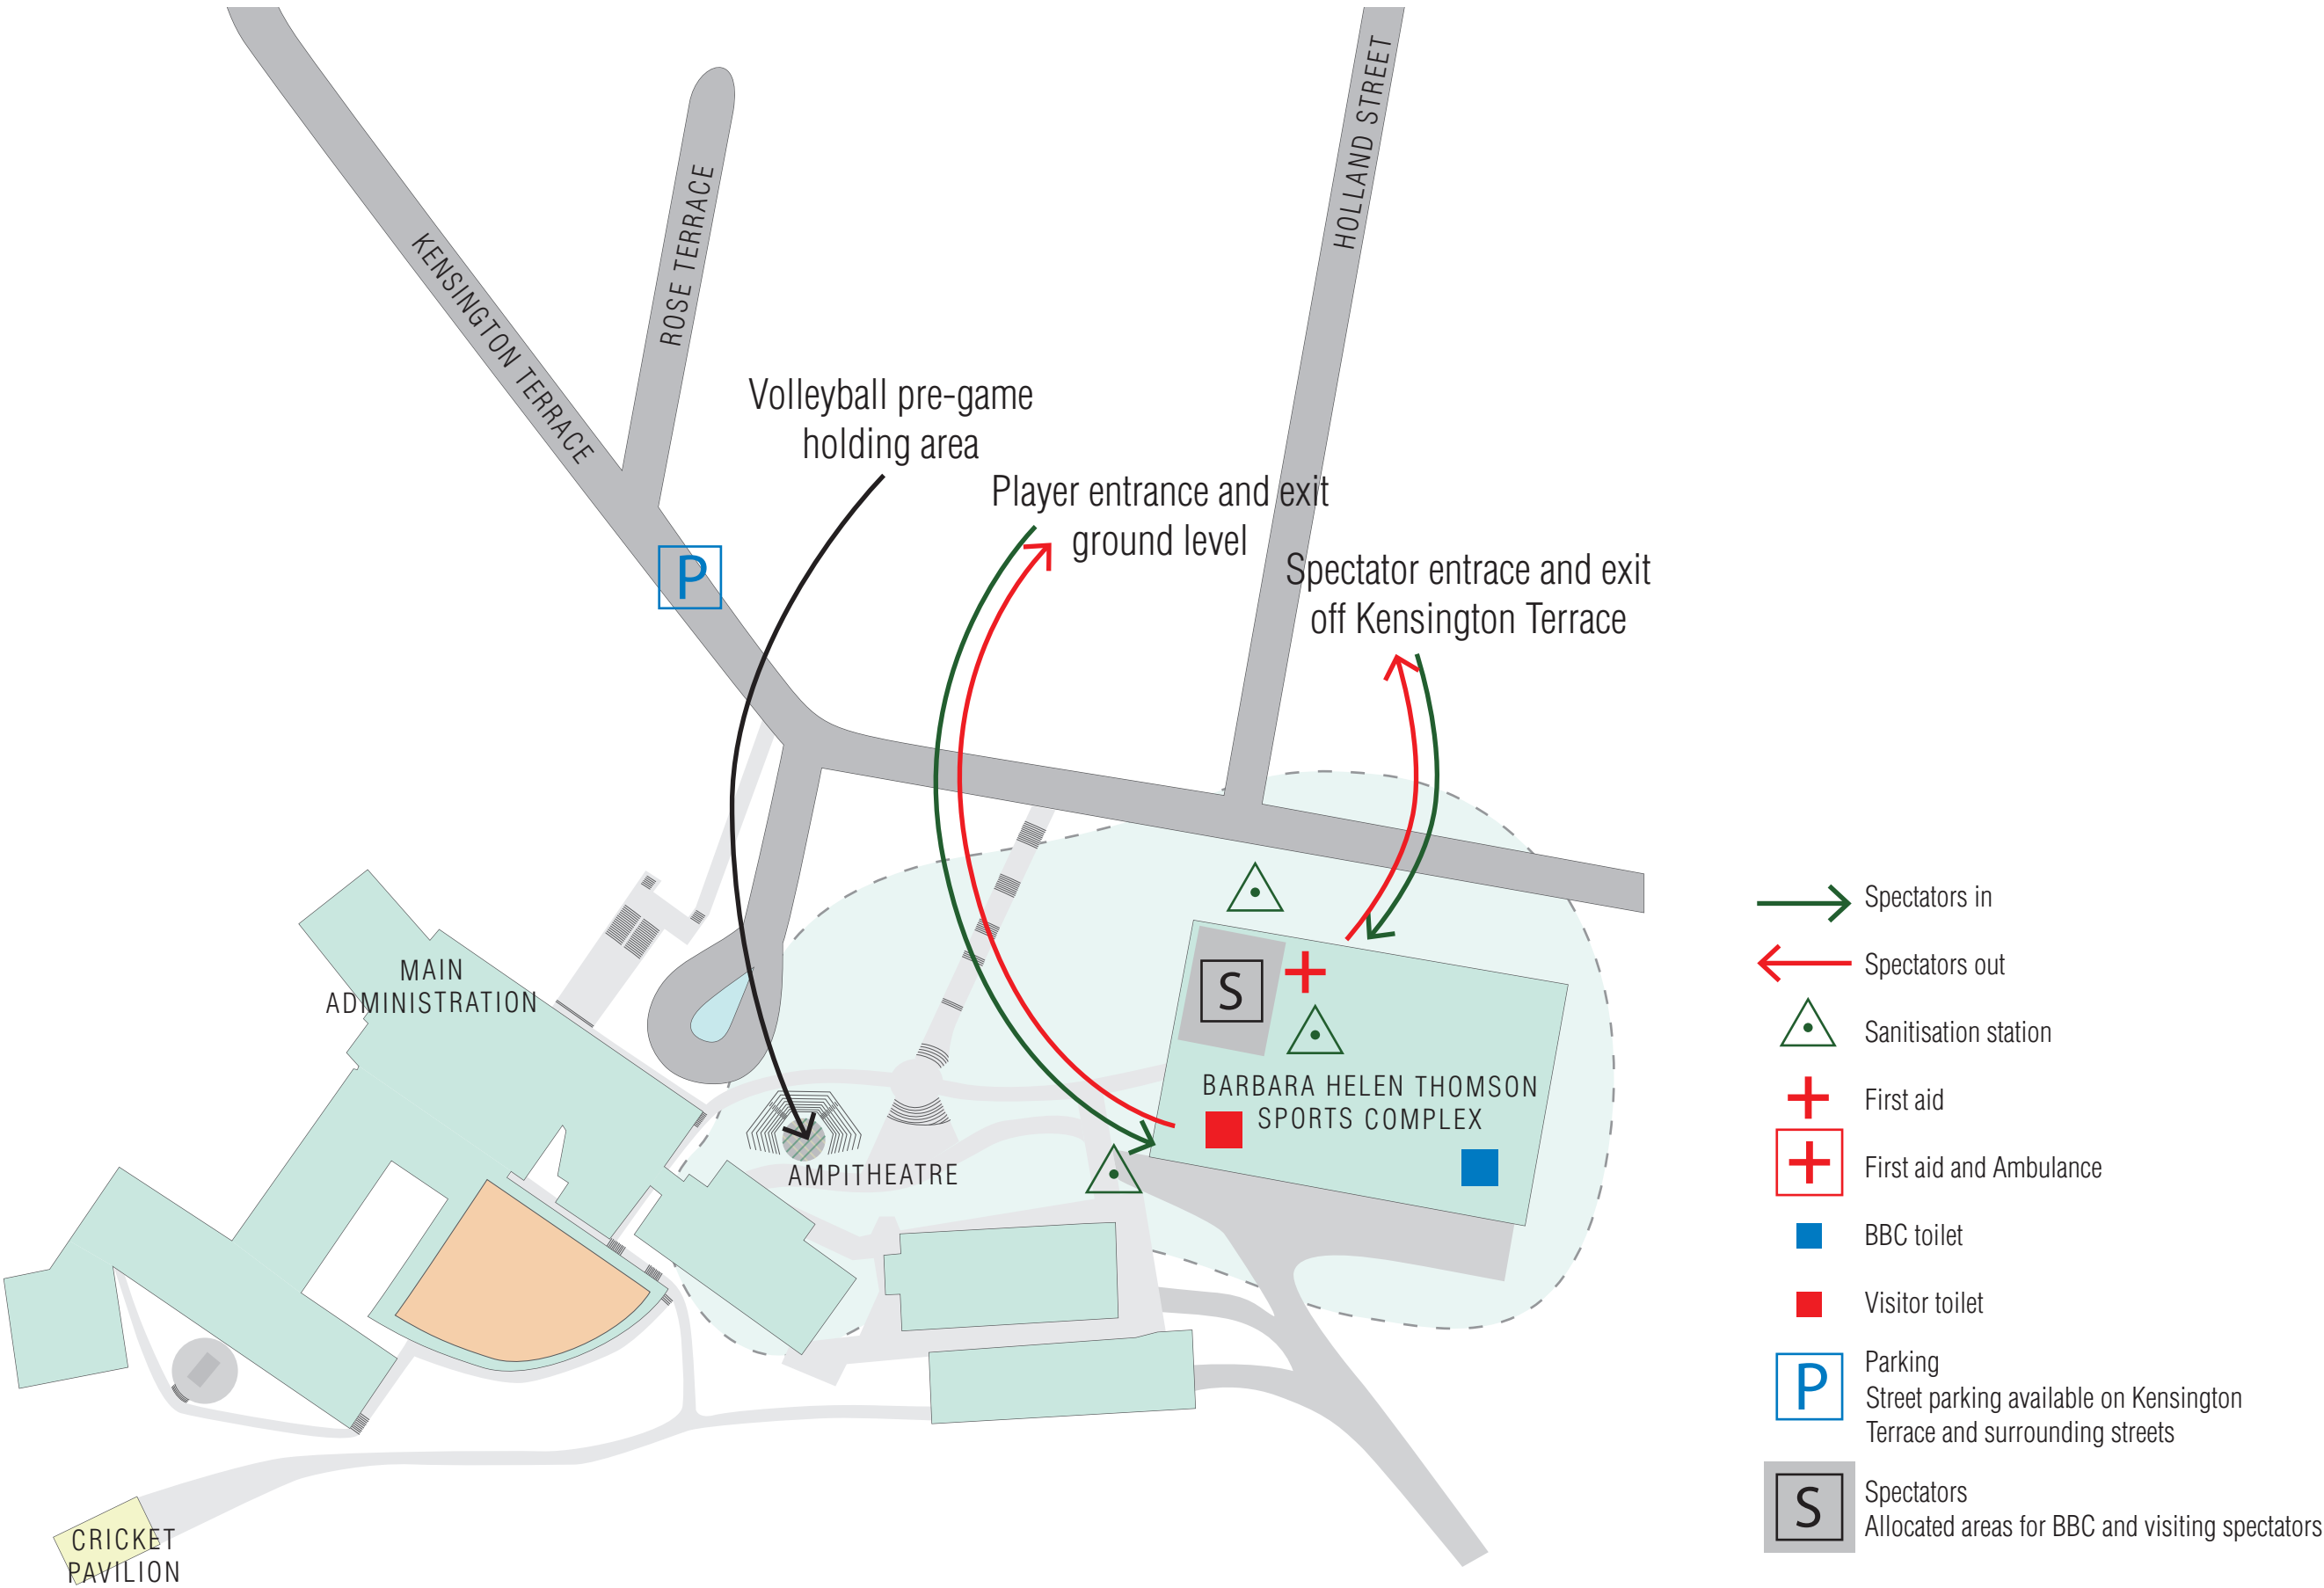 HOLLAND STREET
ROSE TERRACE
KENSINGTON TERRACE
Volleyball pre-game
holding area
Player entrance and exit
ground level
P
Spectator entrace and exit
off Kensington Terrace
MAIN
ADMINISTRATION
S
BARBARA HELEN THOMSON
SPORTS COMPLEX
AMPITHEATRE
CRICKET
PAVILION
Spectators in
Spectators out
Sanitisation station
First aid
First aid and Ambulance
BBC toilet
Visitor toilet
P
Parking
Street parking available on Kensington
Terrace and surrounding streets
S
Spectators
Allocated areas for BBC and visiting spectators